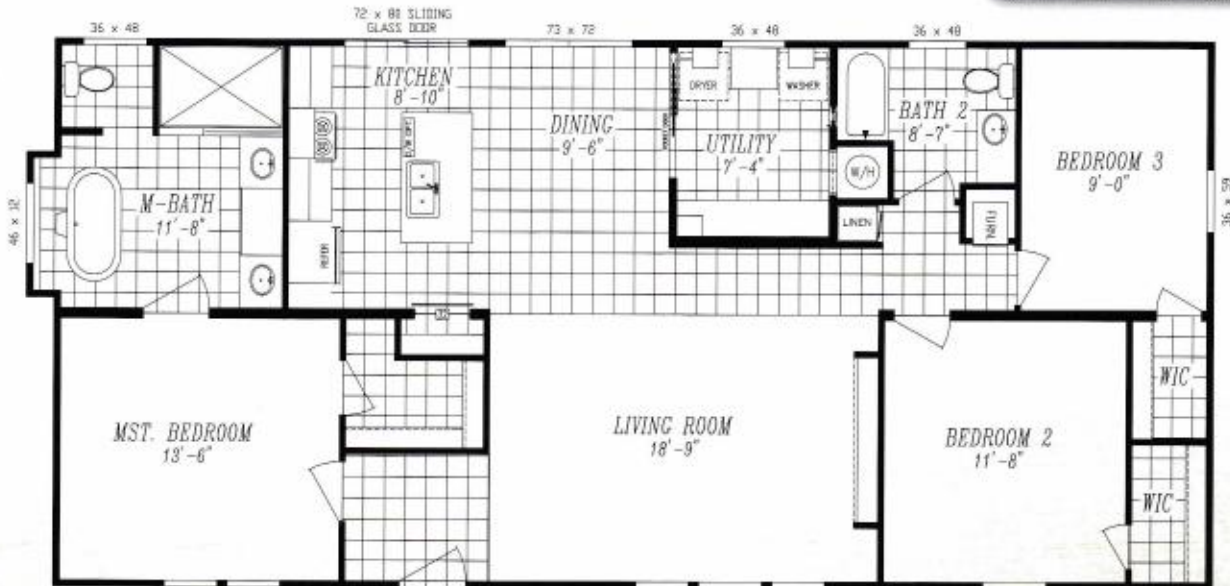 36 x 48
72 x 80 SLIDING
GLASS DOOR
73 x 72
36 x 48
36 x 48
KITCHEN
8'-10"
DINING
9'-6"
DRYER
WASHER
UTILITY
7'-4"
BATH 2
8'-7"
W/H
LINEN
FURN
BEDROOM 3
9'-0"
36 x 59
46 x 12
M-BATH
11'-8"
REFER
MST. BEDROOM
13'-6"
LIVING ROOM
18'-9"
BEDROOM 2
11'-8"
WIC
WIC